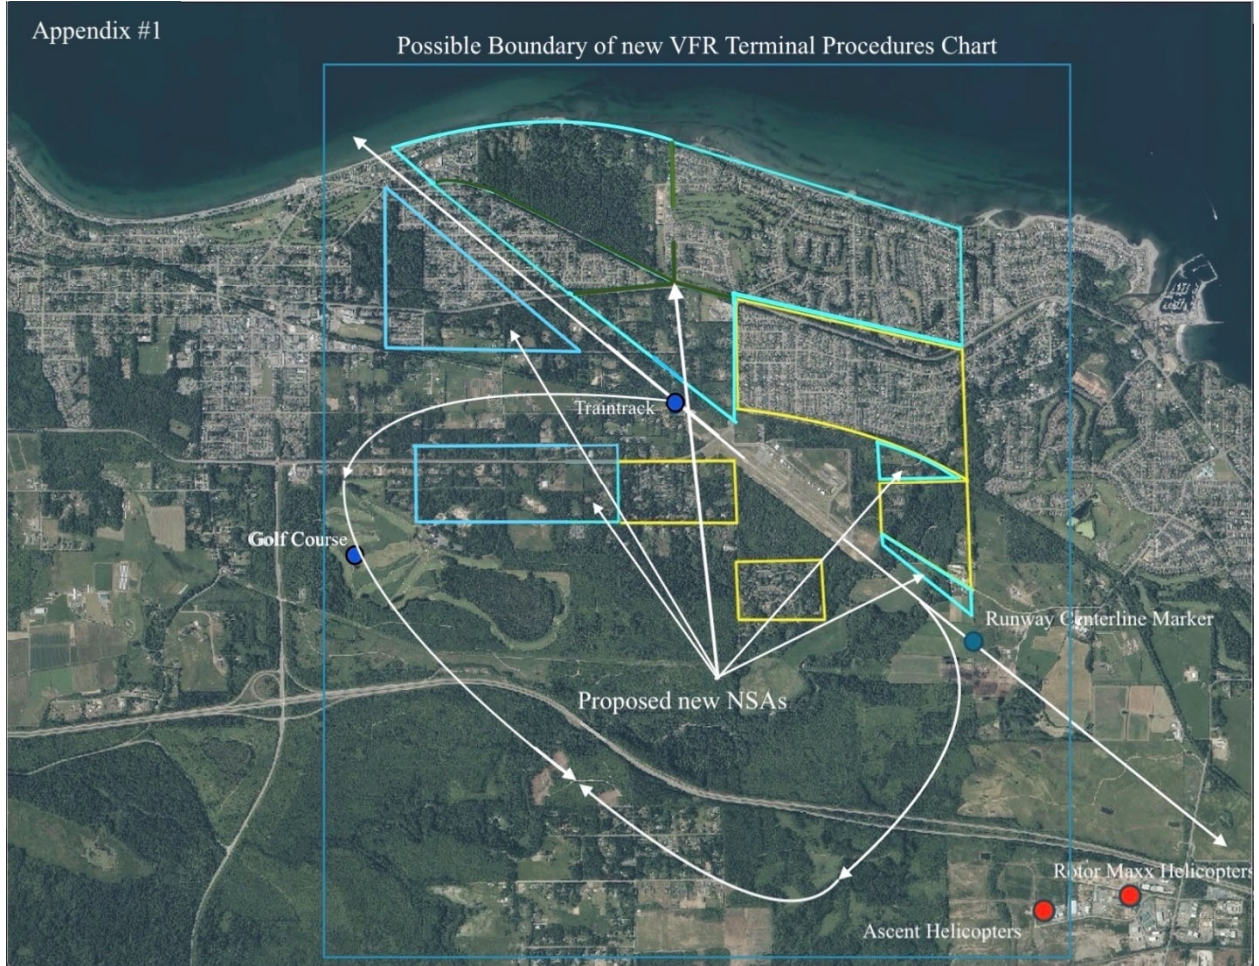 Appendix #1
Possible Boundary of new VFR Terminal Procedures Chart
Traintrack
Golf Course
Runway Centerline Marker
Proposed new NSAs
Rotor Maxx Helicopters
Ascent Helicopters